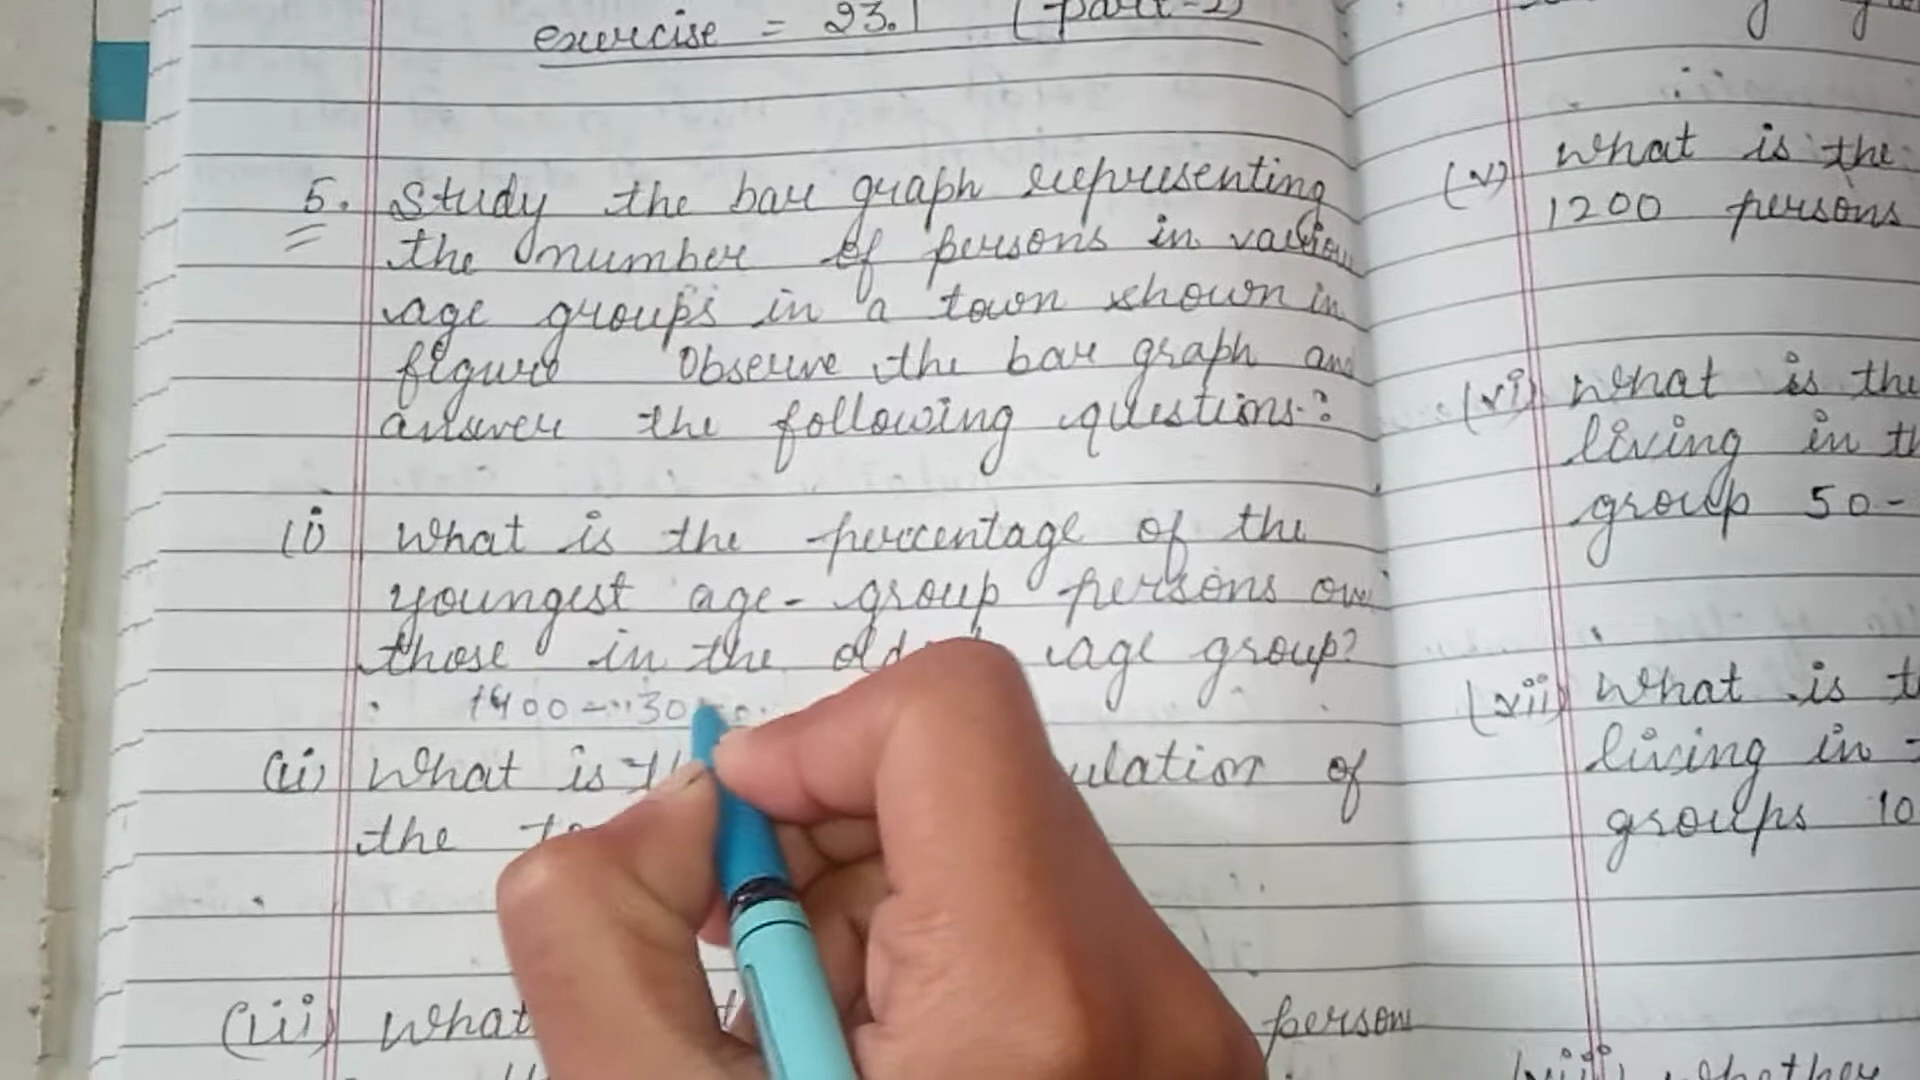 exercise = 23.1 (part-2)
5. Study the bar graph representing
the number of persons in various
age groups in a town shown in
figure Observe the bar graph and
answer the following questions:?
(i) What is the percentage of the
youngest age-group persons over
those in the age group?
1400 - 30
(ii) What is ulation of
the
(iii) What person
(v) What is the
1200 persons
(vi) What is the
living in
group 50-
(vii) What is
living in
groups 10
(viii) whether